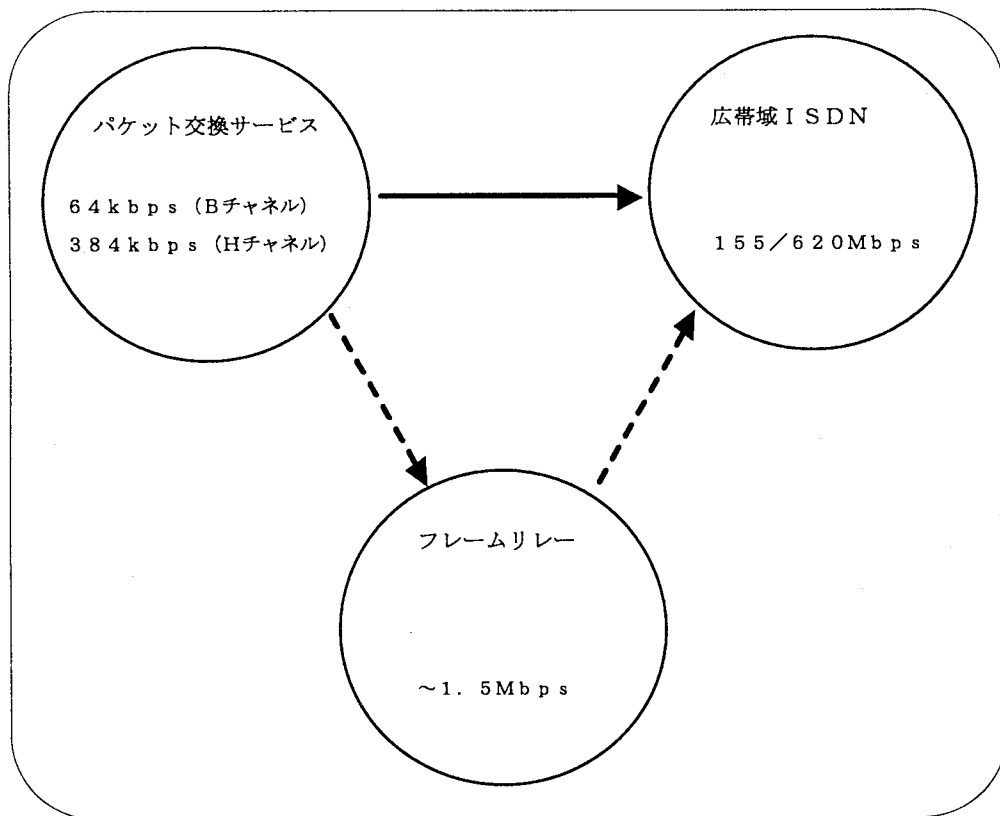 パケット交換サービス
64kbps（Bチャネル）
384kbps（Hチャネル）
広帯域ISDN
155／620Mbps
フレームリレー
～1．5Mbps